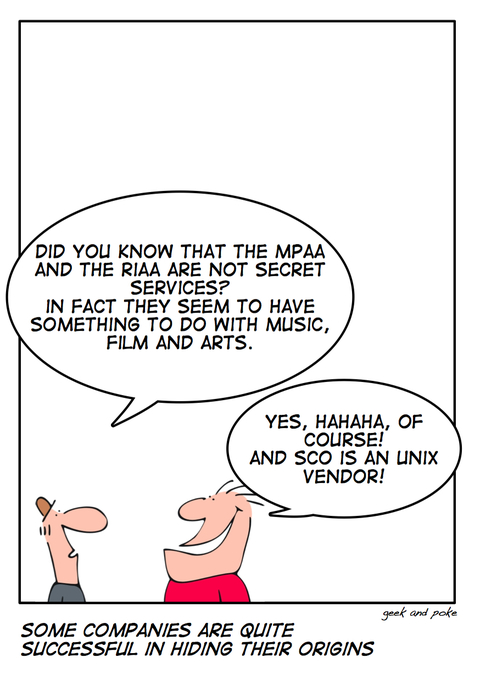 DID YOU KNOW THAT THE MPAA
AND THE RIAA ARE NOT SECRET
SERVICES?
IN FACT THEY SEEM TO HAVE
SOMETHING TO DO WITH MUSIC,
FILM AND ARTS.
YES, HAHAHA, OF
COURSE!
AND SCO IS AN UNIX
VENDOR!
geek and poke
SOME COMPANIES ARE QUITE
SUCCESSFUL IN HIDING THEIR ORIGINS